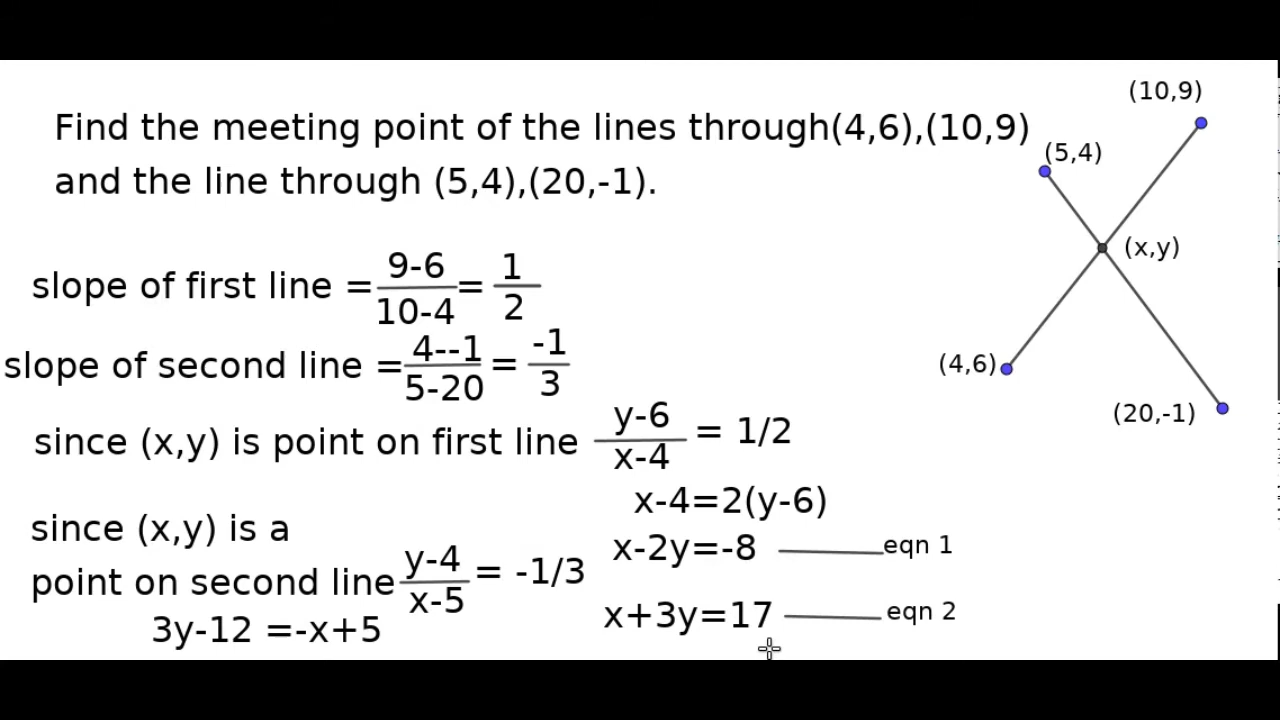 Find the meeting point of the lines through(4,6),(10,9)
and the line through (5,4),(20,-1).
slope of first line = 9-6/10-4 = 1/2
slope of second line = 4--1/5-20 = -1/3
since (x,y) is point on first line y-6/x-4 = 1/2
x-4=2(y-6)
x-2y=-8 eqn 1
since (x,y) is a
point on second line y-4/x-5 = -1/3
3y-12 =-x+5
x+3y=17 eqn 2
(10,9)
(5,4)
(x,y)
(4,6)
(20,-1)